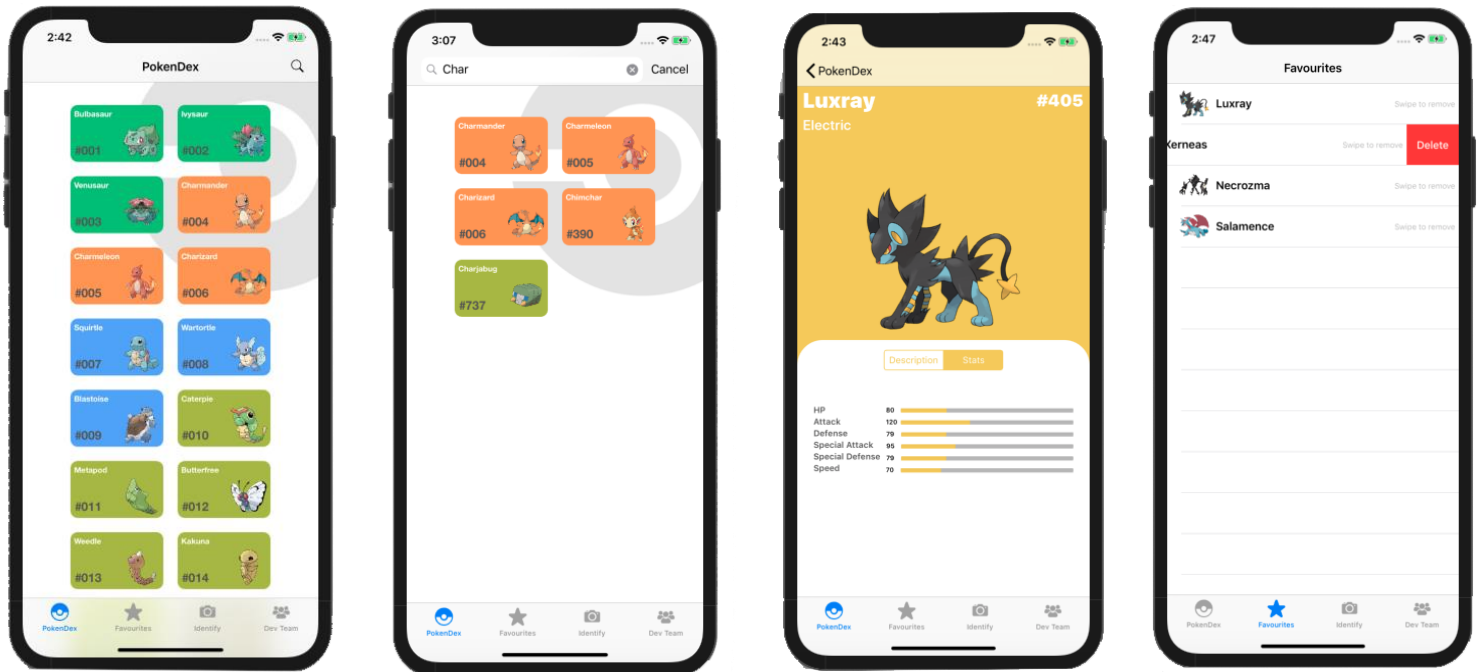 2:42
PokenDex
Bulbasaur
#001
Ivysaur
#002
Venusaur
#003
Charmander
#004
Charmeleon
#005
Charizard
#006
Squirtle
#007
Wartortle
#008
Blastoise
#009
Caterpie
#010
Metapod
#011
Butterfree
#012
Weedle
#013
Kakuna
#014
PokenDex
Favourites
Identify
Dev Team
3:07
Char
Cancel
Charmander
#004
Charmeleon
#005
Charizard
#006
Chimchar
#390
Charjabug
#737
PokenDex
Favourites
Identify
Dev Team
2:43
PokenDex
Luxray #405
Electric
Description Stats
HP 80
Attack 120
Defense 79
Special Attack 95
Special Defense 79
Speed 70
PokenDex
Favourites
Identify
Dev Team
2:47
Favourites
Luxray Swipe to remove
Xerneas Swipe to remove Delete
Necrozma Swipe to remove
Salamence Swipe to remove
PokenDex
Favourites
Identify
Dev Team